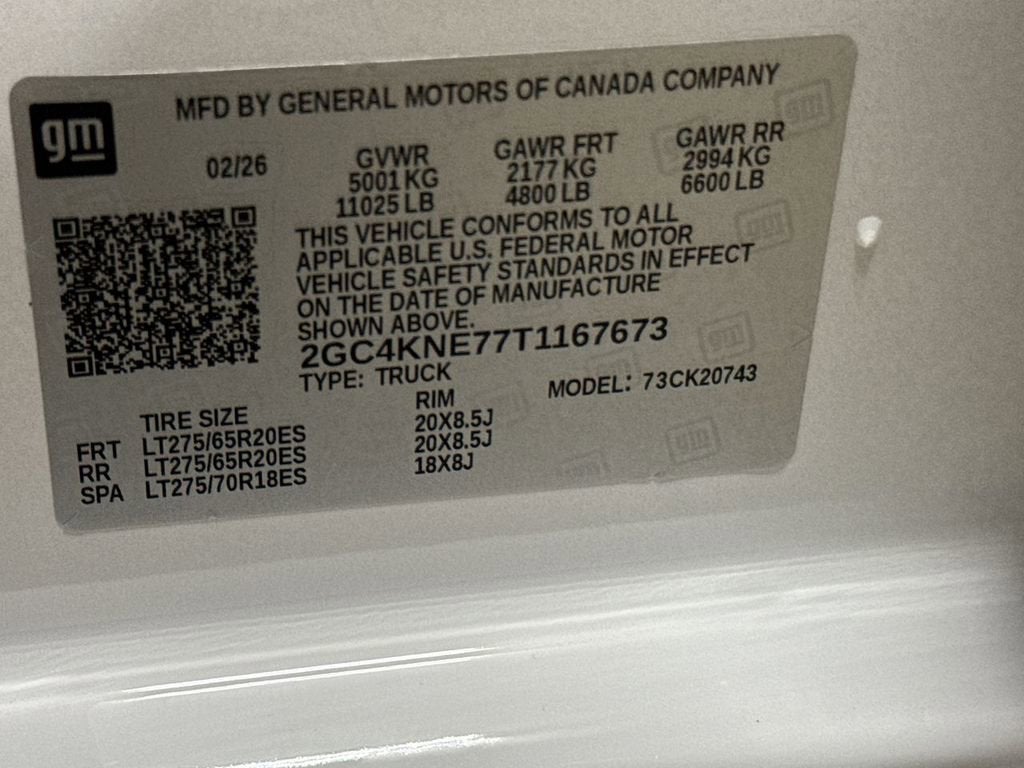 gm
MFD BY GENERAL MOTORS OF CANADA COMPANY
02/26
GVWR
5001 KG
11025 LB
GAWR FRT
2177 KG
4800 LB
GAWR RR
2994 KG
6600 LB
THIS VEHICLE CONFORMS TO ALL
APPLICABLE U.S. FEDERAL MOTOR
VEHICLE SAFETY STANDARDS IN EFFECT
ON THE DATE OF MANUFACTURE
SHOWN ABOVE.
2GC4KNE77T1167673
TYPE: TRUCK
MODEL: 73CK20743
TIRE SIZE RIM
FRT LT275/65R20ES 20X8.5J
RR LT275/65R20ES 20X8.5J
SPA LT275/70R18ES 18X8J